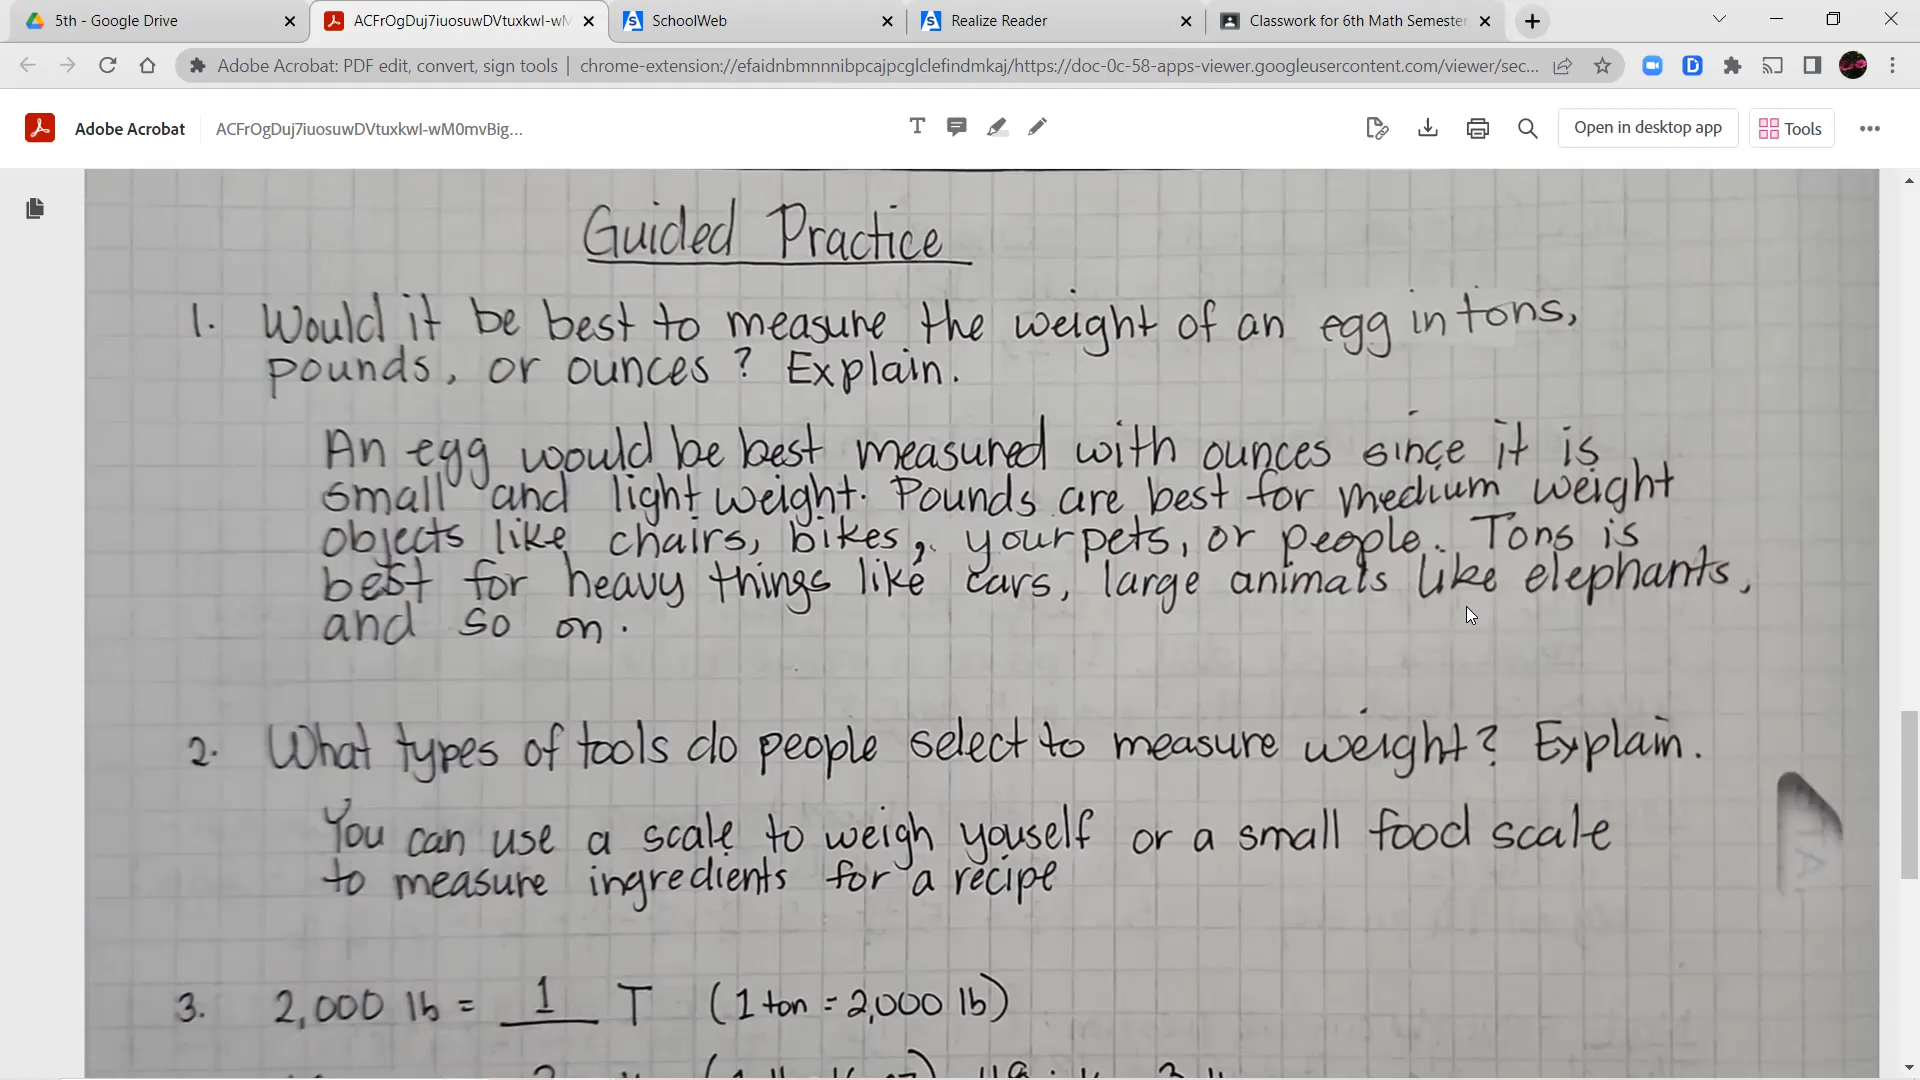 5th - Google Drive
ACFrOgDuj7iuosuwDVtuxkwl-wM
SchoolWeb
Realize Reader
Classwork for 6th Math Semester
Adobe Acrobat: PDF edit, convert, sign tools
chrome-extension://efaidnbmnnnibpcajpcglclefindmkaj/https://doc-0c-58-apps-viewer.googleusercontent.com/viewer/sec...
Adobe Acrobat
ACFrOgDuj7iuosuwDVtuxkwl-wM0mvBig...
Open in desktop app
Tools
Guided Practice
1. Would it be best to measure the weight of an egg in tons,
pounds, or ounces? Explain.
An egg would be best measured with ounces since it is
small and light weight. Pounds are best for medium weight
objects like chairs, bikes, your pets, or people. Tons is
best for heavy things like cars, large animals like elephants,
and so on.
2. What types of tools do people select to measure weight? Explain.
You can use a scale to weigh youself or a small food scale
to measure ingredients for a recipe
3. 2,000 lb = 1 T (1 ton = 2,000 lb)